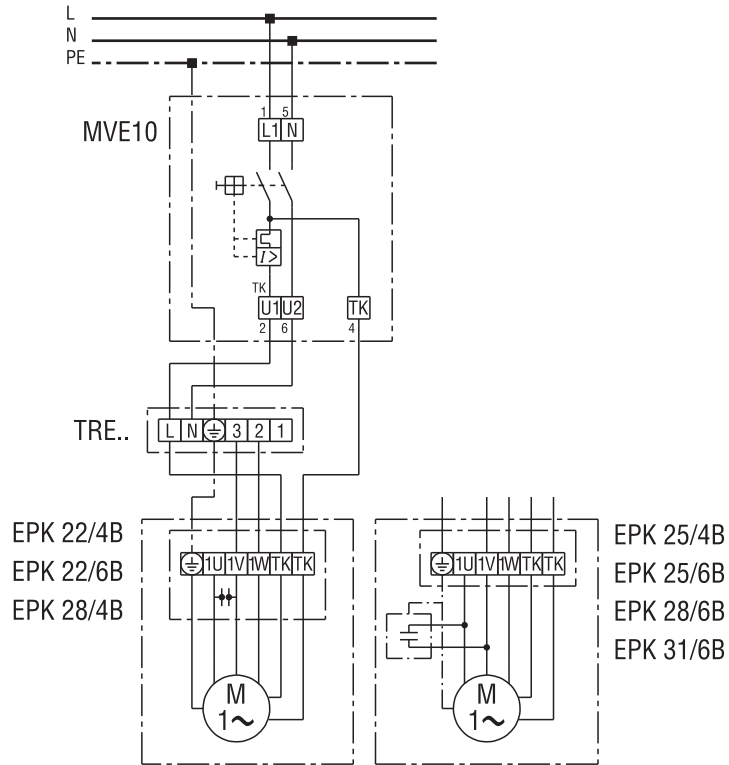 L
N
PE
MVE10
1 5
L1 N
I>
TK
U1 U2 TK
2 6 4
TRE..
L N 3 2 1
EPK 22/4B
EPK 22/6B
EPK 28/4B
1U 1V 1W TK TK
M
1~
1U 1V 1W TK TK
M
1~
EPK 25/4B
EPK 25/6B
EPK 28/6B
EPK 31/6B